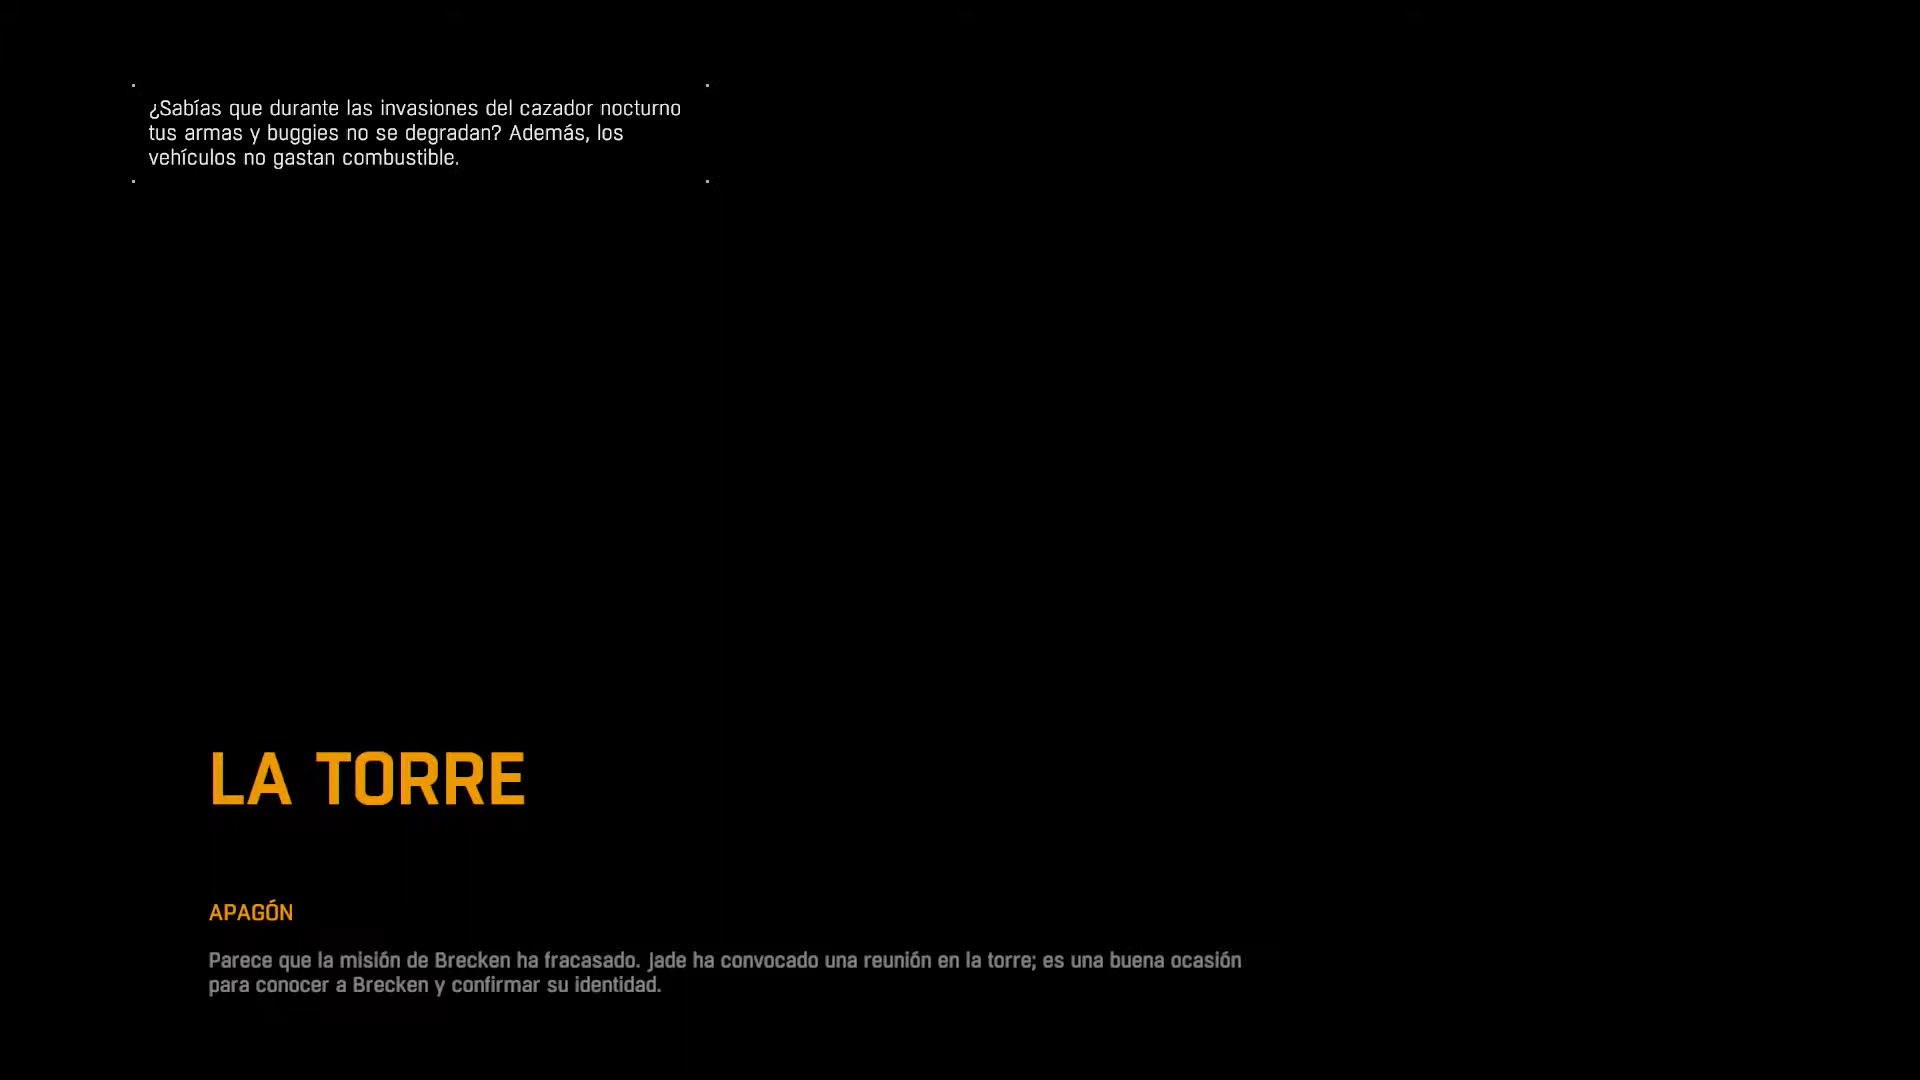 ¿Sabías que durante las invasiones del cazador nocturno
tus armas y buggies no se degradan? Además, los
vehículos no gastan combustible.
LA TORRE
APAGÓN
Parece que la misión de Brecken ha fracasado. Jade ha convocado una reunión en la torre; es una buena ocasión
para conocer a Brecken y confirmar su identidad.